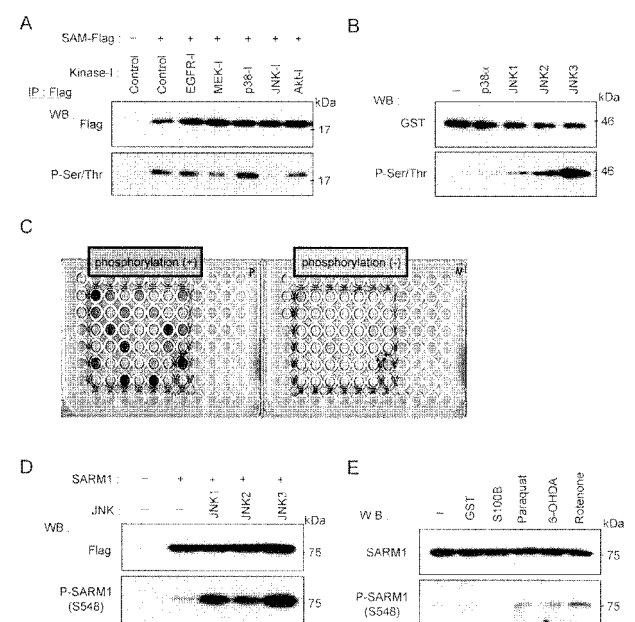 A
SAM-Flag : - + + + + + +
Kinase-I :
Control
Control
EGFR-I
MEK-I
p38-I
JNK-I
Akt-I
IP : Flag
kDa
WB :
Flag
17
P-Ser/Thr
17
B
WB :
-
p38α
JNK1
JNK2
JNK3
kDa
GST
46
P-Ser/Thr
46
C
phosphorylation (+)
P
phosphorylation (-)
N
D
SARM1 : - + + + +
JNK : - -
JNK1
JNK2
JNK3
WB :
kDa
Flag
75
P-SARM1
(S548)
75
E
WB :
-
GST
S100B
Paraquat
6-OHDA
Rotenone
kDa
SARM1
75
P-SARM1
(S548)
75